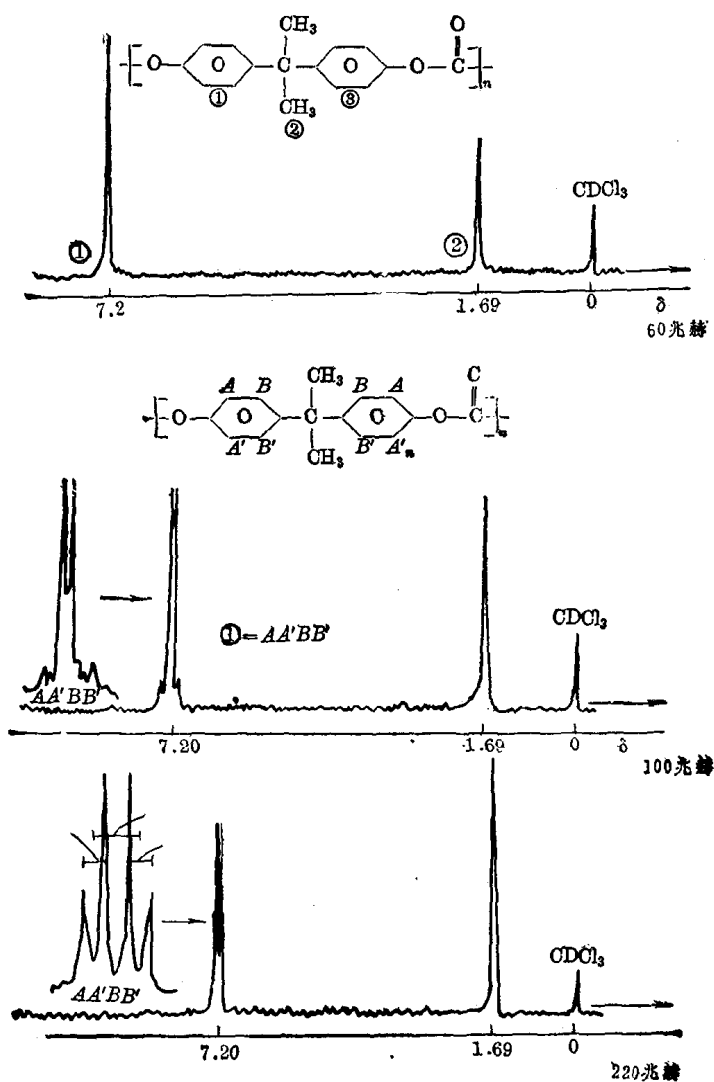 CH₃
O
[ O O C O O C ]n
① ③
CH₃
②
CDCl₃
① ②
7.2 1.69 0 δ
60兆赫
A B CH₃ B A C
[ O O C O O C ]n
A' B' CH₃ B' A'n
①=AA'BB'
CDCl₃
AA'BB'
7.20 1.69 0 δ
100兆赫
CDCl₃
AA'BB'
7.20 1.69 0
220兆赫